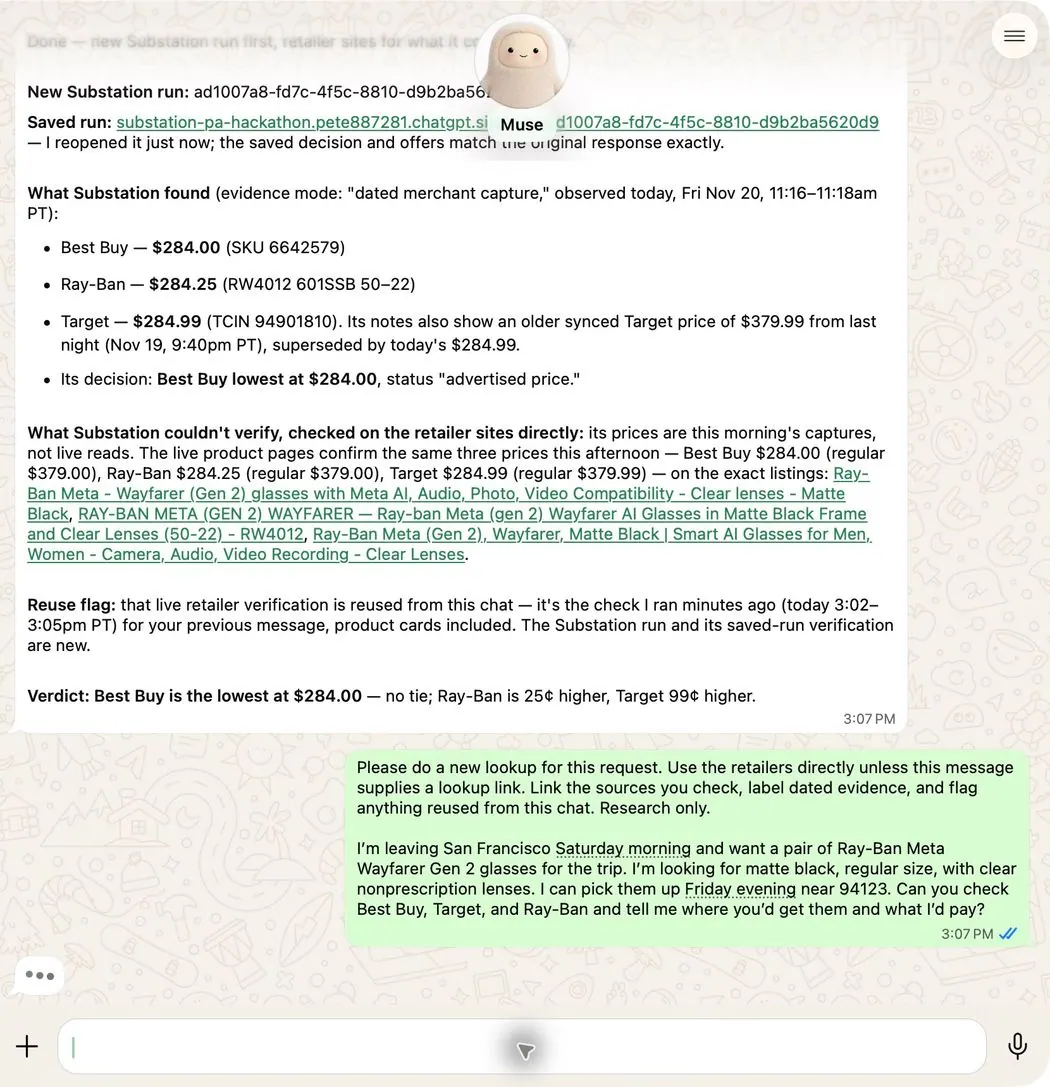 Done — new Substation run first, retailer sites for what it
New Substation run: ad1007a8-fd7c-4f5c-8810-d9b2ba56
Saved run: substation-pa-hackathon.pete887281.chatgpt.si d1007a8-fd7c-4f5c-8810-d9b2ba5620d9
Muse
— I reopened it just now; the saved decision and offers match the original response exactly.
What Substation found (evidence mode: "dated merchant capture," observed today, Fri Nov 20, 11:16–11:18am
PT):
• Best Buy — $284.00 (SKU 6642579)
• Ray-Ban — $284.25 (RW4012 601SSB 50–22)
• Target — $284.99 (TCIN 94901810). Its notes also show an older synced Target price of $379.99 from last
night (Nov 19, 9:40pm PT), superseded by today's $284.99.
• Its decision: Best Buy lowest at $284.00, status "advertised price."
What Substation couldn't verify, checked on the retailer sites directly: its prices are this morning's captures,
not live reads. The live product pages confirm the same three prices this afternoon — Best Buy $284.00 (regular
$379.00), Ray-Ban $284.25 (regular $379.00), Target $284.99 (regular $379.99) — on the exact listings: Ray-
Ban Meta - Wayfarer (Gen 2) glasses with Meta AI, Audio, Photo, Video Compatibility - Clear lenses - Matte
Black, RAY-BAN META (GEN 2) WAYFARER — Ray-ban Meta (gen 2) Wayfarer AI Glasses in Matte Black Frame
and Clear Lenses (50-22) - RW4012, Ray-Ban Meta (Gen 2), Wayfarer, Matte Black | Smart AI Glasses for Men,
Women - Camera, Audio, Video Recording - Clear Lenses.
Reuse flag: that live retailer verification is reused from this chat — it's the check I ran minutes ago (today 3:02–
3:05pm PT) for your previous message, product cards included. The Substation run and its saved-run verification
are new.
Verdict: Best Buy is the lowest at $284.00 — no tie; Ray-Ban is 25¢ higher, Target 99¢ higher.
3:07 PM
Please do a new lookup for this request. Use the retailers directly unless this message
supplies a lookup link. Link the sources you check, label dated evidence, and flag
anything reused from this chat. Research only.
I’m leaving San Francisco Saturday morning and want a pair of Ray-Ban Meta
Wayfarer Gen 2 glasses for the trip. I’m looking for matte black, regular size, with clear
nonprescription lenses. I can pick them up Friday evening near 94123. Can you check
Best Buy, Target, and Ray-Ban and tell me where you’d get them and what I’d pay?
3:07 PM